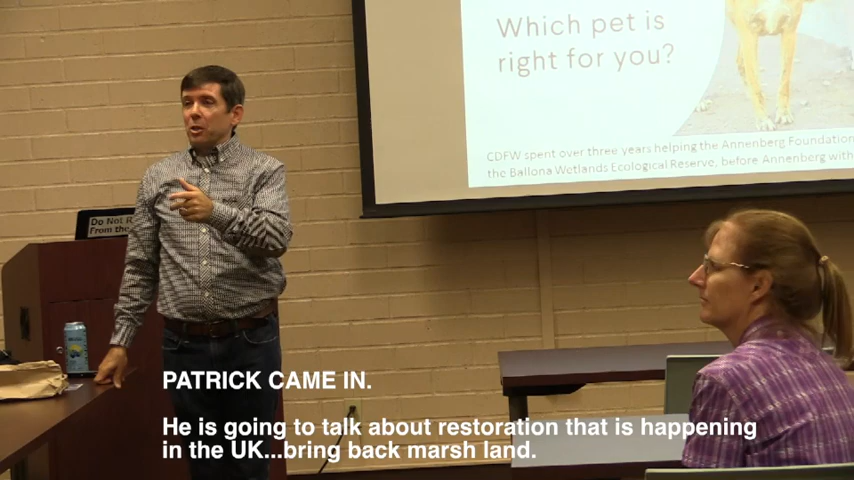 Which pet is
right for you?
CDFW spent over three years helping the Annenberg Foundation
the Ballona Wetlands Ecological Reserve, before Annenberg with
Do Not R
From the
PATRICK CAME IN.
He is going to talk about restoration that is happening
in the UK...bring back marsh land.